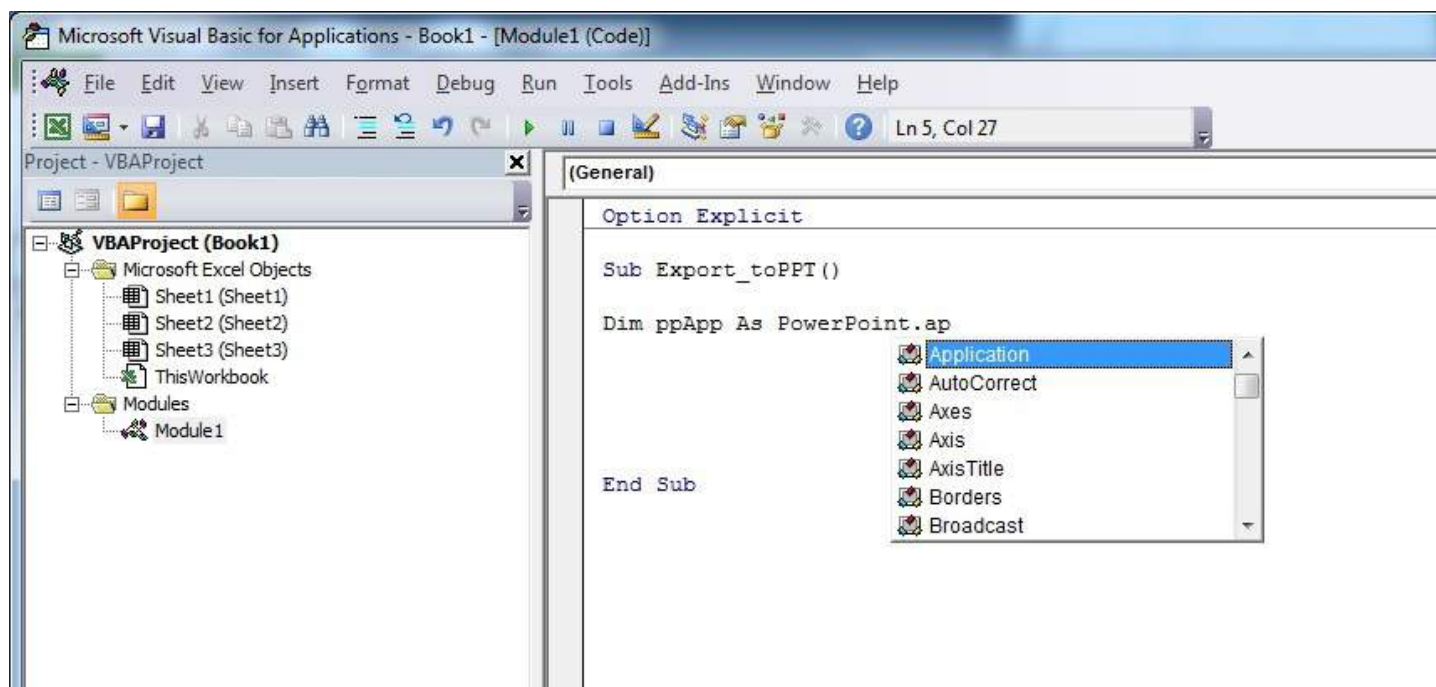 Microsoft Visual Basic for Applications - Book1 - [Module1 (Code)]
File Edit View Insert Format Debug Run Tools Add-Ins Window Help
Ln 5, Col 27
Project - VBAProject
(General)
VBAProject (Book1)
Microsoft Excel Objects
Sheet1 (Sheet1)
Sheet2 (Sheet2)
Sheet3 (Sheet3)
ThisWorkbook
Modules
Module1
Option Explicit
Sub Export_toPPT()
Dim ppApp As PowerPoint.ap
Application
AutoCorrect
Axes
Axis
AxisTitle
Borders
Broadcast
End Sub